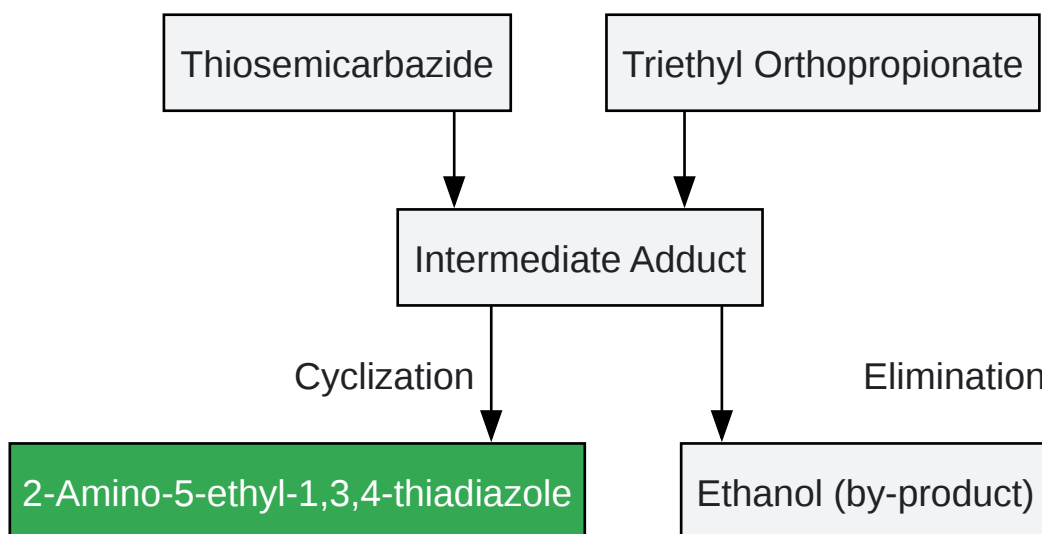 Thiosemicarbazide
Triethyl Orthopropionate
Intermediate Adduct
Cyclization
Elimination
2-Amino-5-ethyl-1,3,4-thiadiazole
Ethanol (by-product)